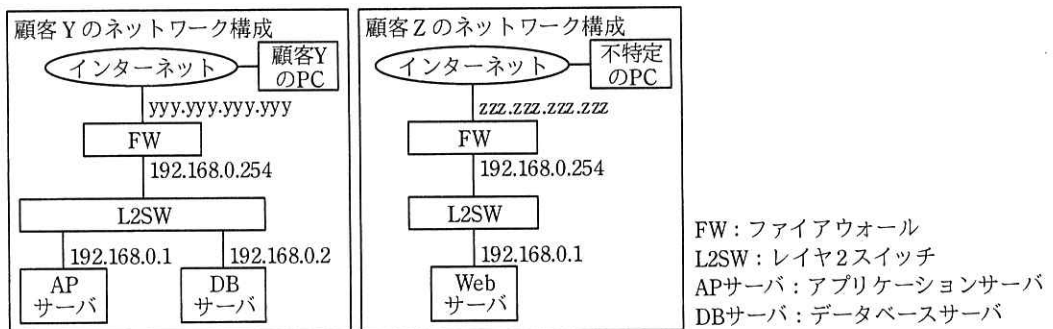 顧客Yのネットワーク構成
インターネット
顧客Y
のPC
yyy.yyy.yyy.yyy
FW
192.168.0.254
L2SW
192.168.0.1
192.168.0.2
AP
サーバ
DB
サーバ
顧客Zのネットワーク構成
インターネット
不特定
のPC
zzz.zzz.zzz.zzz
FW
192.168.0.254
L2SW
192.168.0.1
Web
サーバ
FW:ファイアウォール
L2SW:レイヤ2スイッチ
APサーバ:アプリケーションサーバ
DBサーバ:データベースサーバ